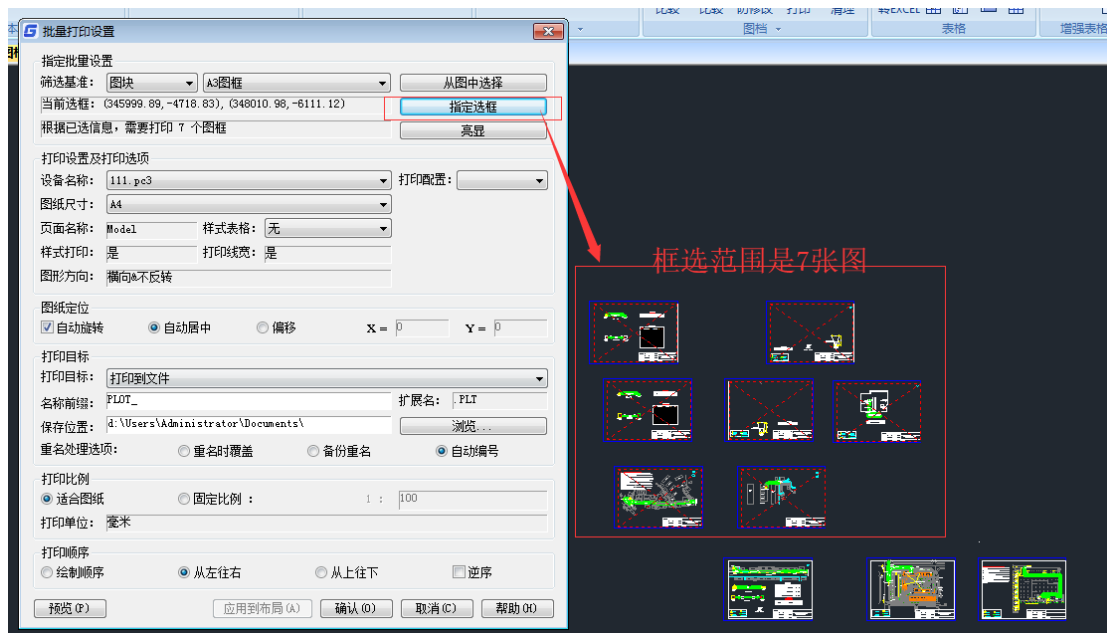 比较 比较 防修改 打印 清理 转EXCEL
图档 表格 增强表格
批量打印设置
指定批量设置
筛选基准: 图块 A3图框 从图中选择
当前选框: (345999.89,-4718.83),(348010.98,-6111.12) 指定选框
根据已选信息，需要打印 7 个图框 亮显
打印设置及打印选项
设备名称: 111.pc3 打印配置:
图纸尺寸: A4
页面名称: Model 样式表格: 无
样式打印: 是 打印线宽: 是
图形方向: 横向&不反转
框选范围是7张图
图纸定位
自动旋转 自动居中 偏移 X = 0 Y = 0
打印目标
打印目标: 打印到文件
名称前缀: PLOT_ 扩展名: .PLT
保存位置: d:\Users\Administrator\Documents\ 浏览...
重名处理选项: 重名时覆盖 备份重名 自动编号
打印比例
适合图纸 固定比例 : 1 : 100
打印单位: 毫米
打印顺序
绘制顺序 从左往右 从上往下 逆序
预览(P) 应用到布局(A) 确认(O) 取消(C) 帮助(H)